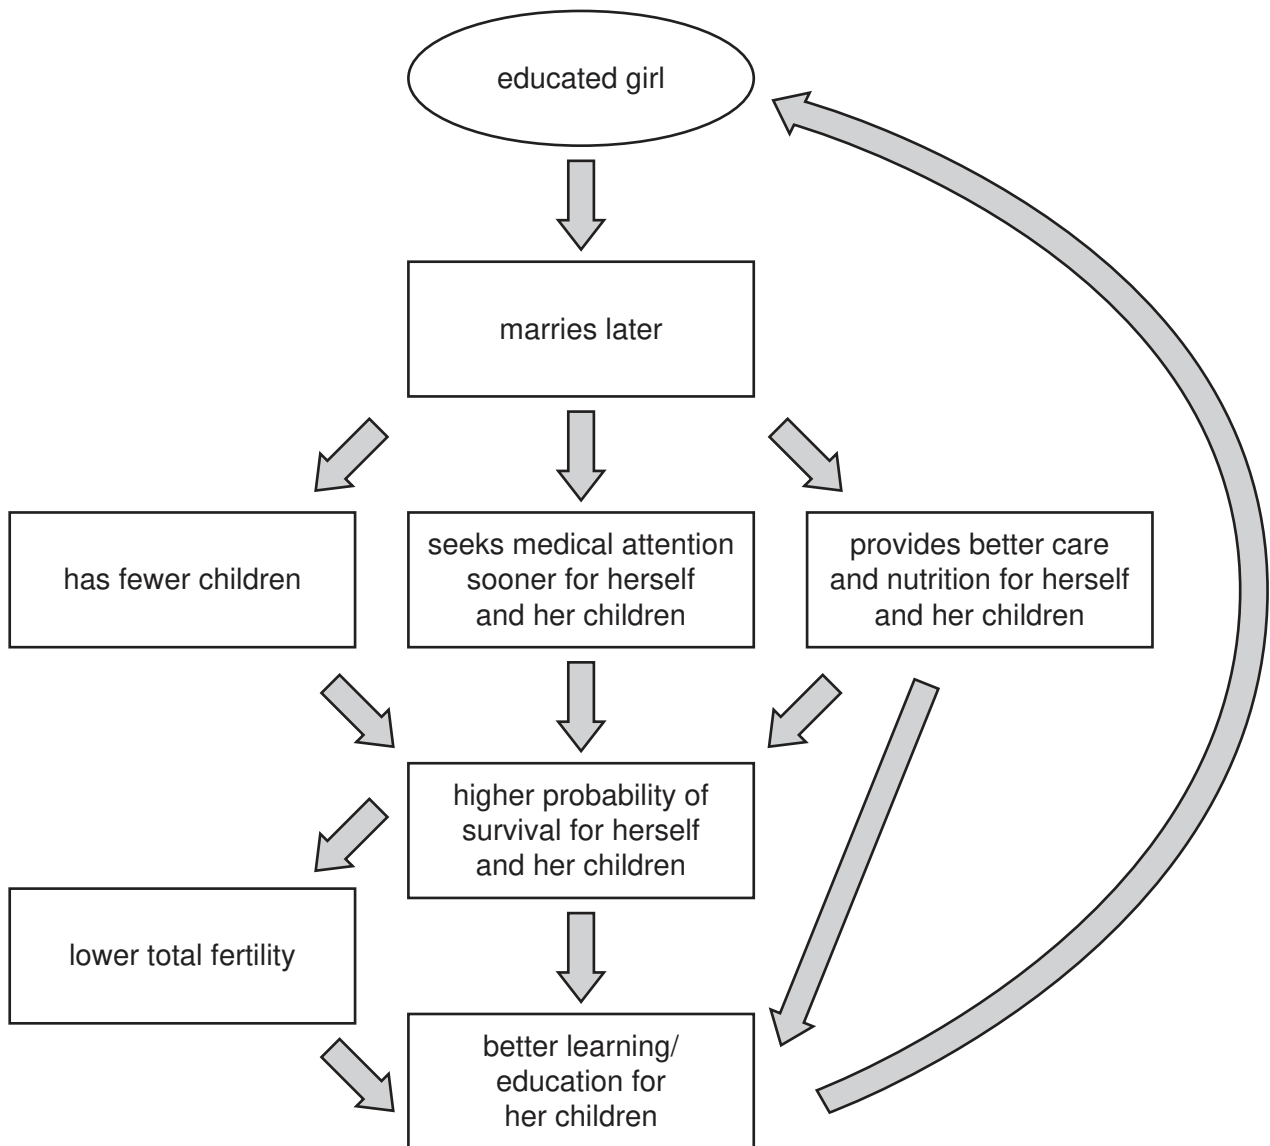 educated girl
marries later
has fewer children
seeks medical attention
sooner for herself
and her children
provides better care
and nutrition for herself
and her children
higher probability of
survival for herself
and her children
lower total fertility
better learning/
education for
her children